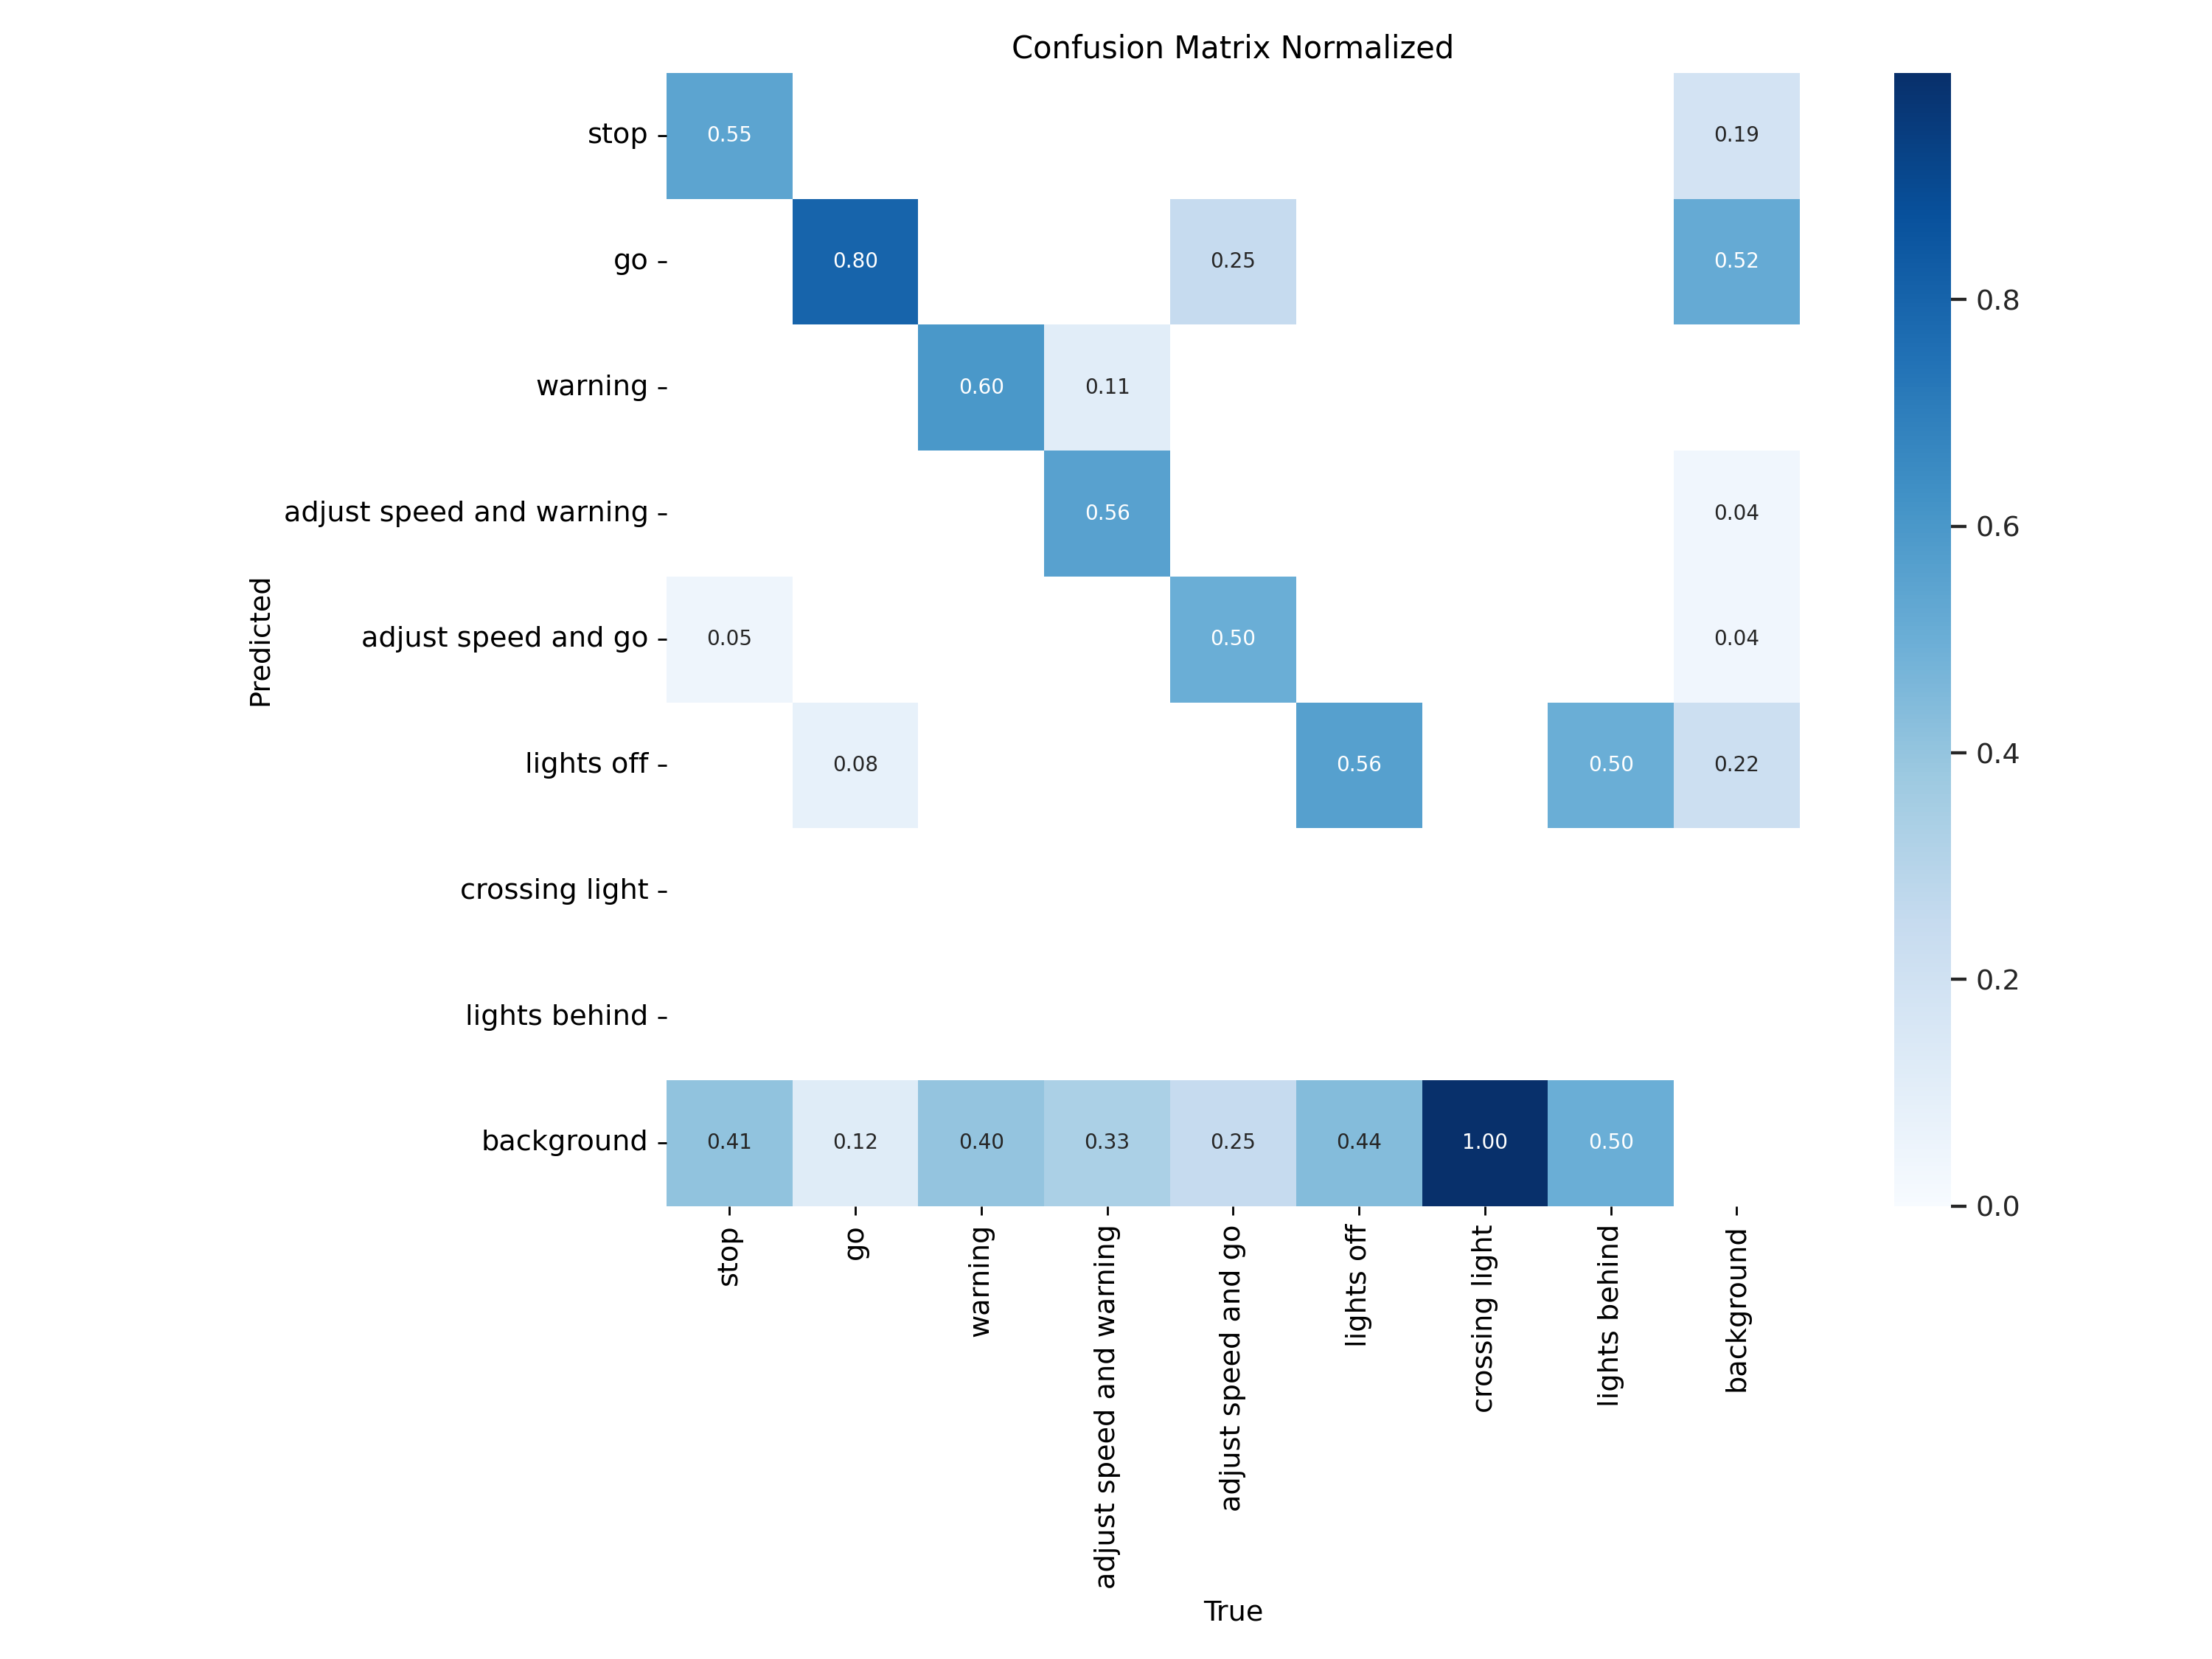 Confusion Matrix Normalized
stop
0.55
0.19
go
0.80
0.25
0.52
0.8
warning
0.60
0.11
adjust speed and warning
0.56
0.04
0.6
Predicted
adjust speed and go
0.05
0.50
0.04
lights off
0.08
0.56
0.50
0.22
0.4
crossing light
lights behind
0.2
background
0.41
0.12
0.40
0.33
0.25
0.44
1.00
0.50
0.0
stop
go
warning
adjust speed and warning
adjust speed and go
lights off
crossing light
lights behind
background
True